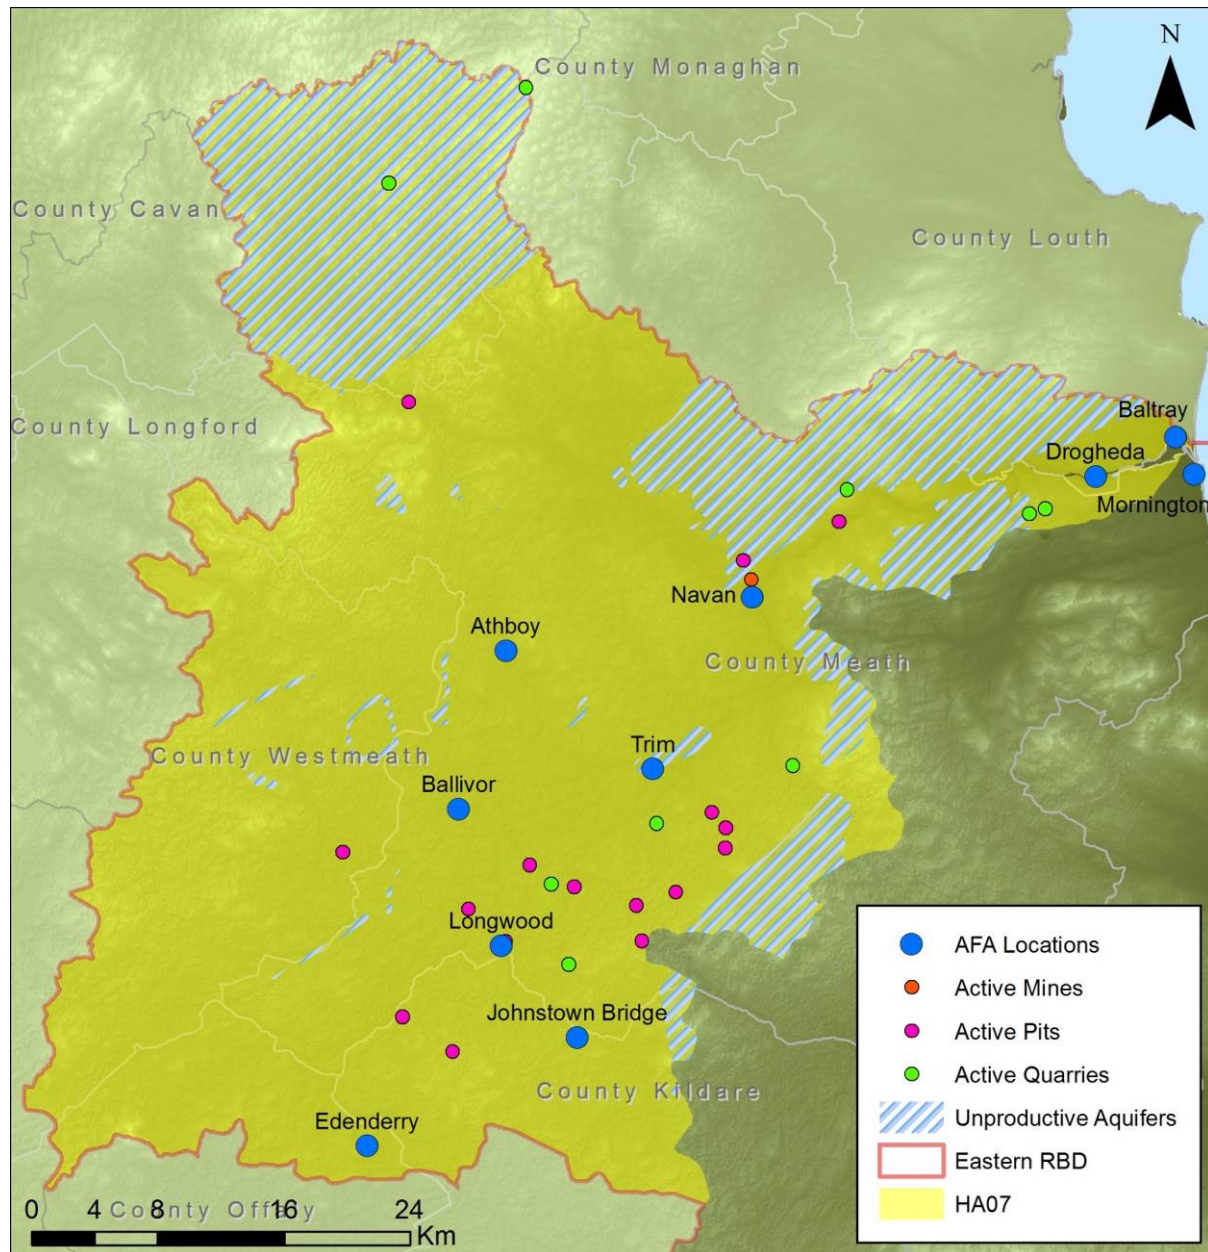 N
County Monaghan
County Cavan
County Louth
Baltray
County Longford
Drogheda
Mornington
Navan
Athboy
County Meath
Trim
County Westmeath
Ballivor
Longwood
AFA Locations
Active Mines
Johnstown Bridge
Active Pits
Active Quarries
County Kildare
Unproductive Aquifers
Edenderry
Eastern RBD
HA07
County Offaly
0 4 8 16 24
Km